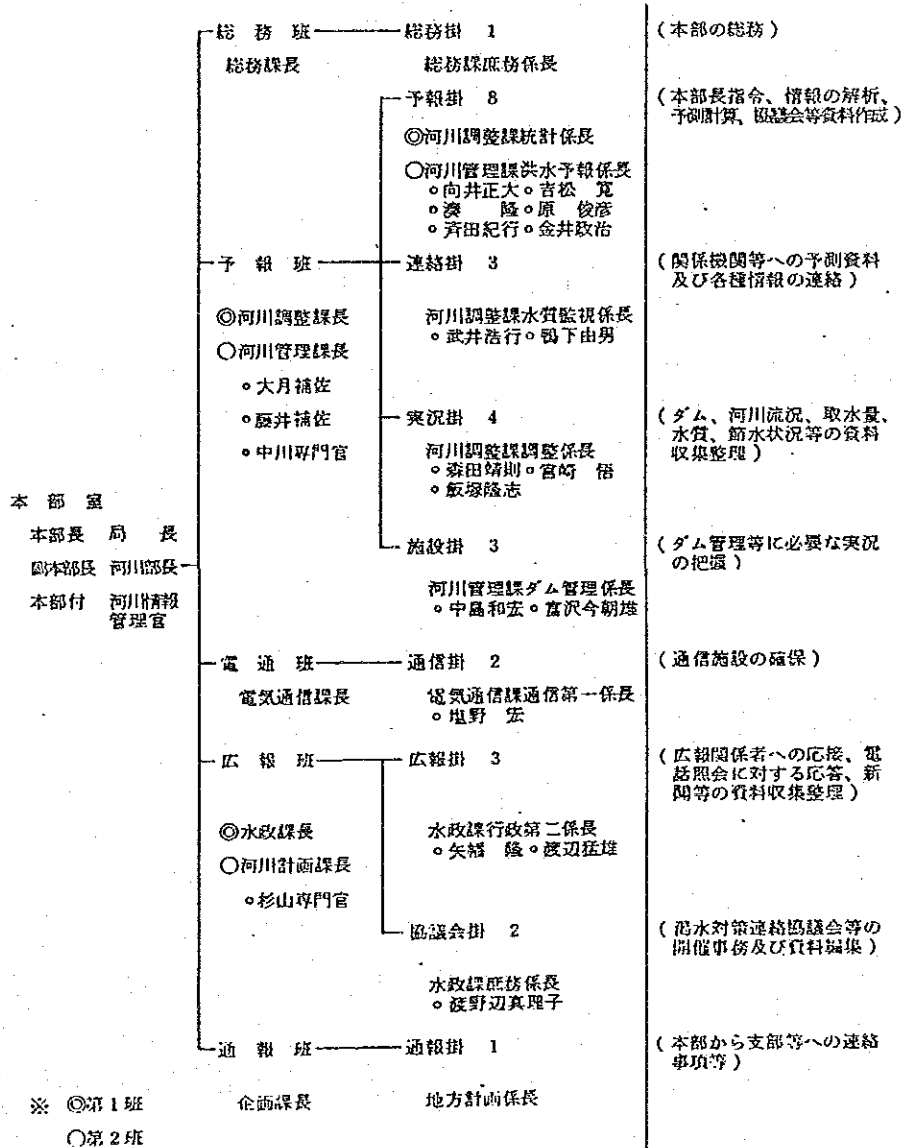 総務班 総務掛 1 (本部の総務)
総務課長 総務課庶務係長
予報掛 8 (本部長指令、情報の解析、
予測計算、協議会等資料作成)
◎河川調整課統計係長
○河川管理課洪水予報係長
。向井正大。吉松 寛
。湊 隆。原 俊彦
。斉田紀行。金井政治
予報班 連絡掛 3 (関係機関等への予測資料
及び各種情報の連絡)
◎河川調整課長 河川調整課水質監視係長
。武井浩行。鴨下由男
○河川管理課長
。大月補佐
。藤井補佐 実況掛 4 (ダム、河川流況、取水量、
水質、節水状況等の資料
収集整理)
。中川専門官 河川調整課調整係長
。森田靖則。宮崎 悟
。飯塚隆志
本部室
本部長 局長
副本部長 河川部長
本部付 河川情報
管理官
施設掛 3 (ダム管理等に必要な実況
の把握)
河川管理課ダム管理係長
。中島和宏。富沢今朝雄
電通班 通信掛 2 (通信施設の確保)
電気通信課長 電気通信課通信第一係長
。塩野 宏
広報班 広報掛 3 (広報関係者への応接、電
話照会に対する応答、新
聞等の資料収集整理)
◎水政課長 水政課行政第二係長
。矢幡 隆。渡辺猛雄
○河川計画課長
。杉山専門官
協議会掛 2 (渇水対策連絡協議会等の
開催事務及び資料編集)
水政課庶務係長
。渡野辺真理子
通報班 通報掛 1 (本部から支部等への連絡
事項等)
企画課長 地方計画係長
※ ◎第1班
○第2班